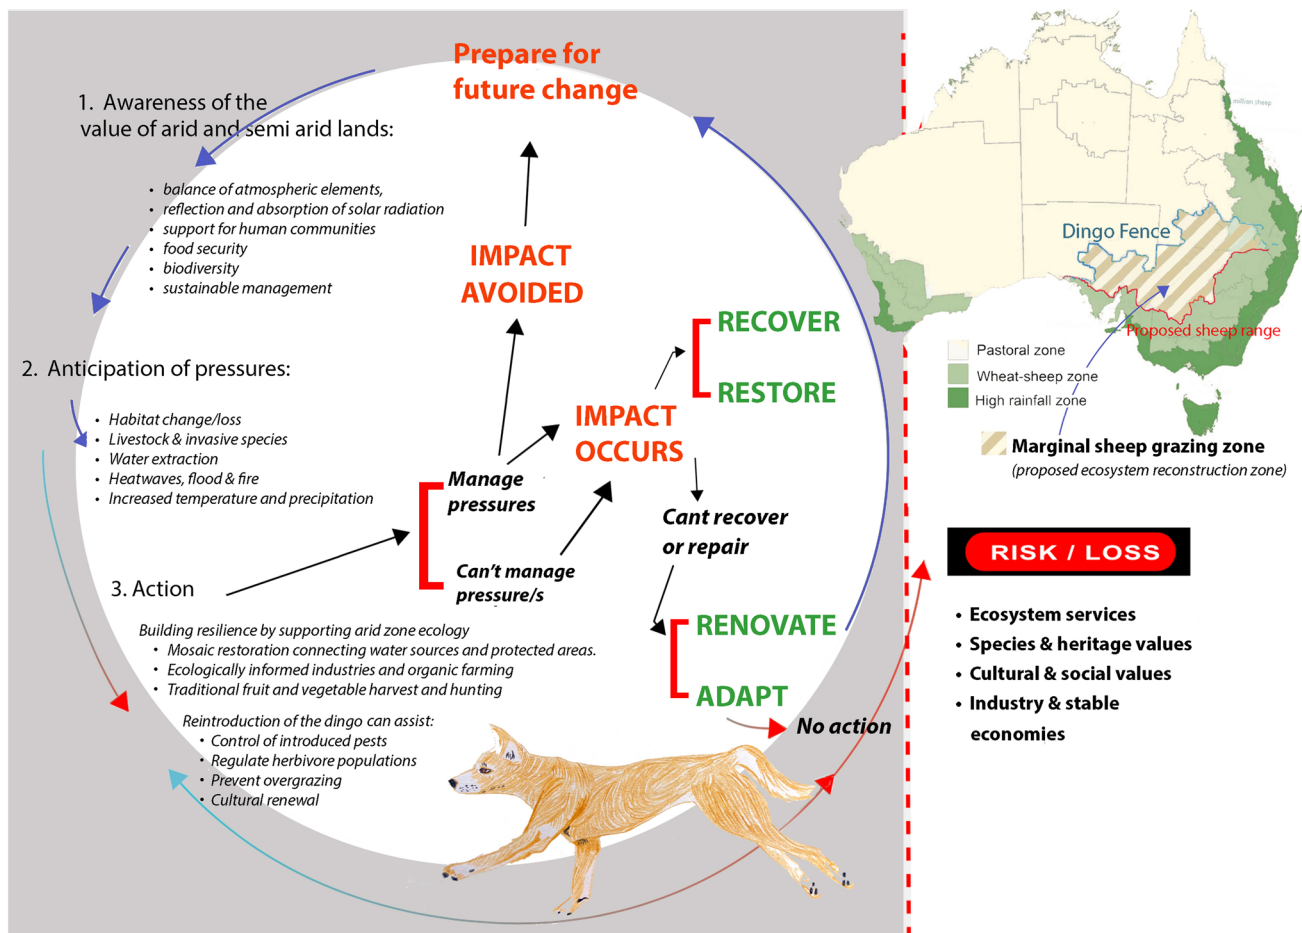 Prepare for
future change
1. Awareness of the
value of arid and semi arid lands:
• balance of atmospheric elements,
• reflection and absorption of solar radiation
• support for human communities
• food security
• biodiversity
• sustainable management
IMPACT
AVOIDED
2. Anticipation of pressures:
• Habitat change/loss
• Livestock & invasive species
• Water extraction
• Heatwaves, flood & fire
• Increased temperature and precipitation
RECOVER
RESTORE
IMPACT
OCCURS
Manage
pressures
Can't manage
pressure/s
Cant recover
or repair
3. Action
Building resilience by supporting arid zone ecology
• Mosaic restoration connecting water sources and protected areas.
• Ecologically informed industries and organic farming
• Traditional fruit and vegetable harvest and hunting
RENOVATE
ADAPT
No action
Reintroduction of the dingo can assist:
• Control of introduced pests
• Regulate herbivore populations
• Prevent overgrazing
• Cultural renewal
million sheep
Dingo Fence
Proposed sheep range
Pastoral zone
Wheat-sheep zone
High rainfall zone
Marginal sheep grazing zone
(proposed ecosystem reconstruction zone)
RISK / LOSS
• Ecosystem services
• Species & heritage values
• Cultural & social values
• Industry & stable
economies